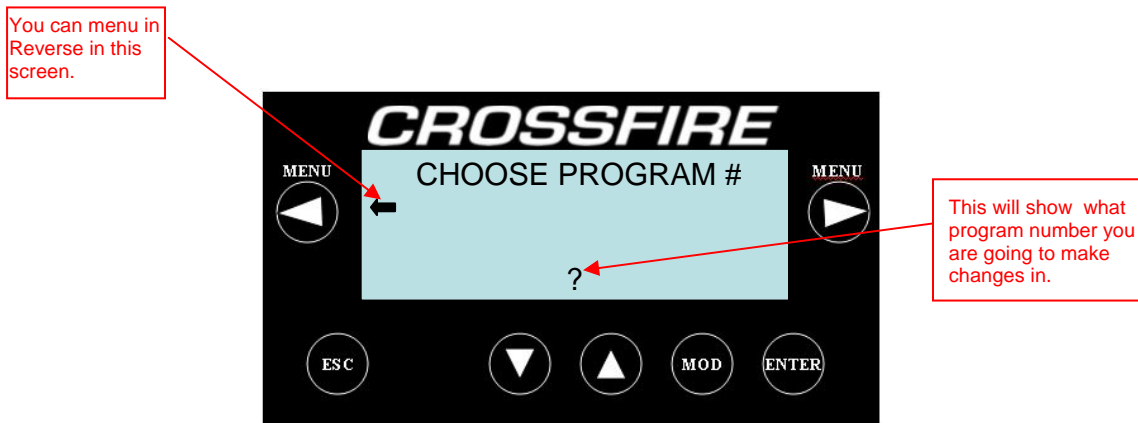 You can menu in
Reverse in this
screen.
CROSSFIRE
MENU
CHOOSE PROGRAM #
MENU
?
This will show what
program number you
are going to make
changes in.
ESC
MOD
ENTER